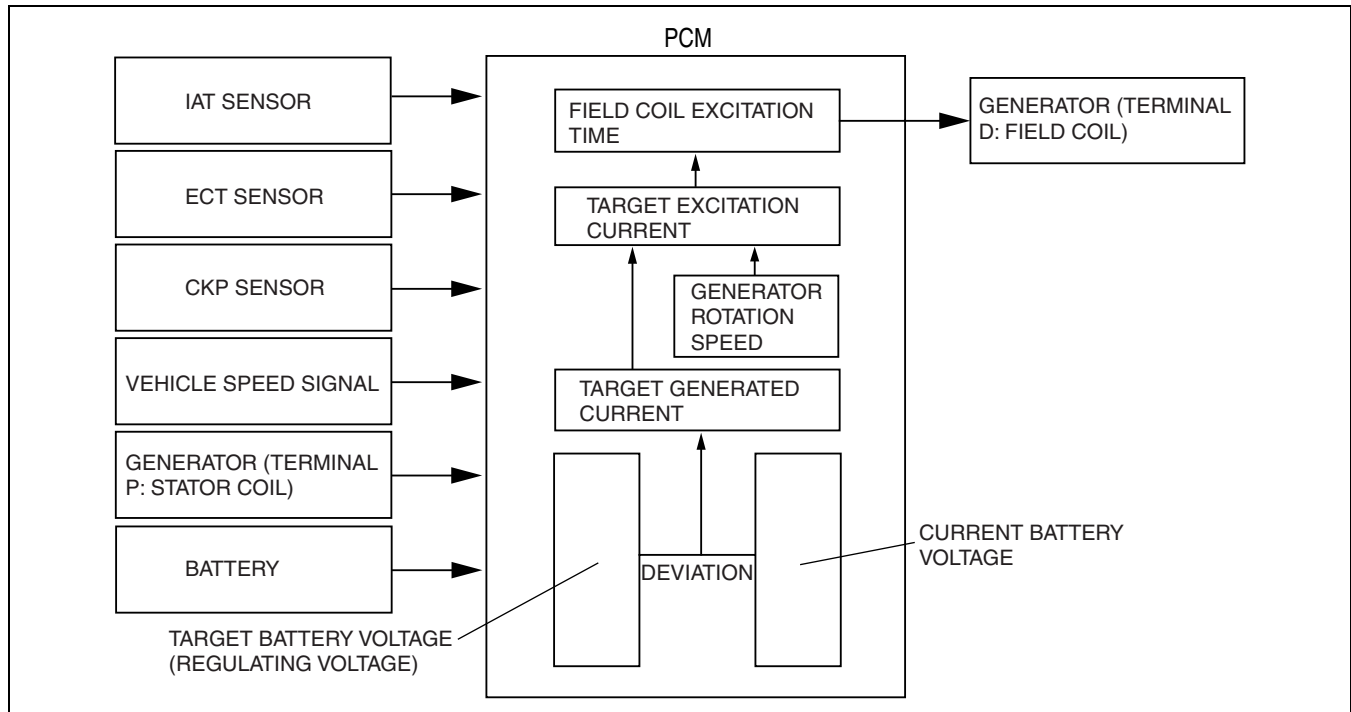 PCM
IAT SENSOR
ECT SENSOR
CKP SENSOR
VEHICLE SPEED SIGNAL
GENERATOR (TERMINAL
P: STATOR COIL)
BATTERY
FIELD COIL EXCITATION
TIME
TARGET EXCITATION
CURRENT
GENERATOR
ROTATION
SPEED
TARGET GENERATED
CURRENT
DEVIATION
TARGET BATTERY VOLTAGE
(REGULATING VOLTAGE)
CURRENT BATTERY
VOLTAGE
GENERATOR (TERMINAL
D: FIELD COIL)